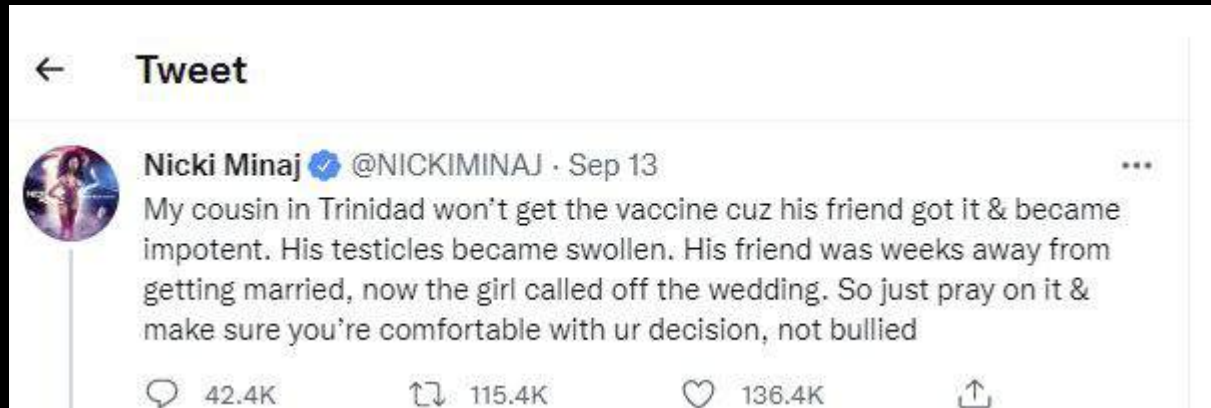 Tweet
Nicki Minaj @NICKIMINAJ · Sep 13
My cousin in Trinidad won't get the vaccine cuz his friend got it & became
impotent. His testicles became swollen. His friend was weeks away from
getting married, now the girl called off the wedding. So just pray on it &
make sure you're comfortable with ur decision, not bullied
42.4K 115.4K 136.4K